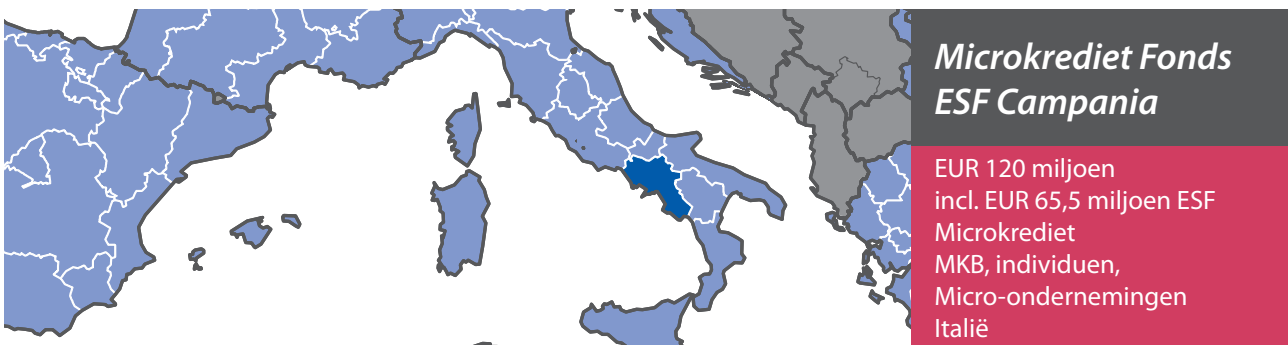 Microkrediet Fonds
ESF Campania
EUR 120 miljoen
incl. EUR 65,5 miljoen ESF
Microkrediet
MKB, individuen,
Micro-ondernemingen
Italië